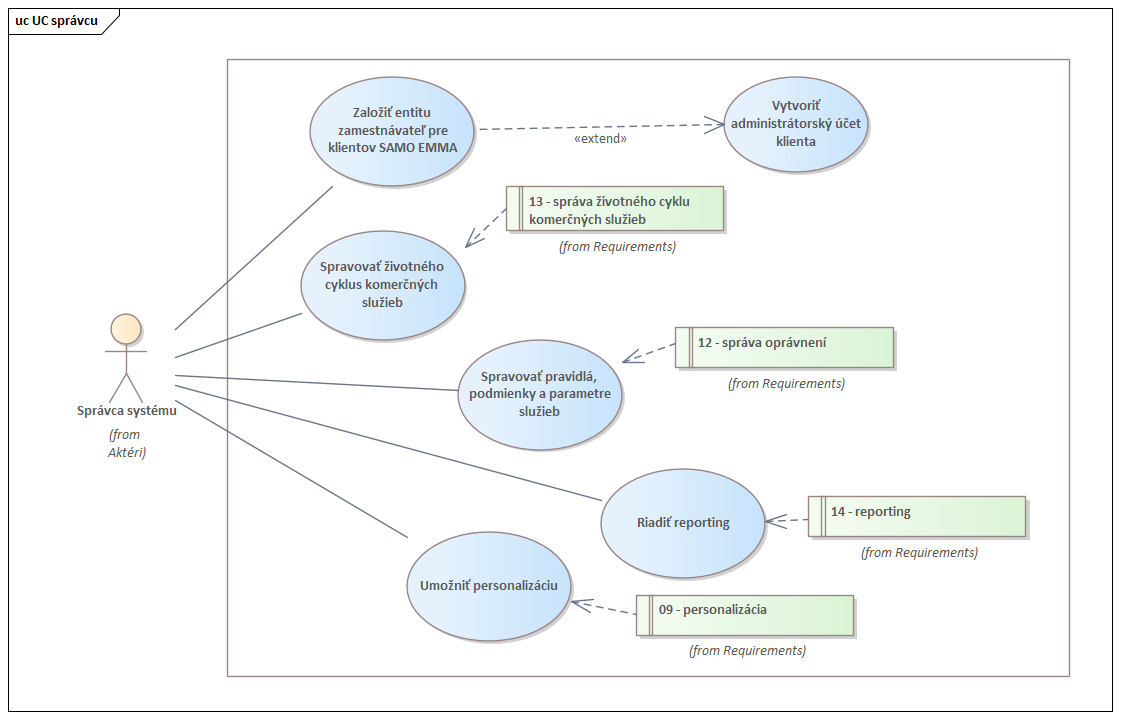 uc UC správcu
Založiť entitu
zamestnávateľ pre
klientov SAMO EMMA
Vytvoriť
administrátorský účet
klienta
«extend»
13 - správa životného cyklu
komerčných služieb
(from Requirements)
Spravovať životného
cyklus komerčných
služieb
12 - správa oprávnení
(from Requirements)
Spravovať pravidlá,
podmienky a parametre
služieb
Správca systému
(from
Aktéri)
Riadiť reporting
14 - reporting
(from Requirements)
Umožniť personalizáciu
09 - personalizácia
(from Requirements)